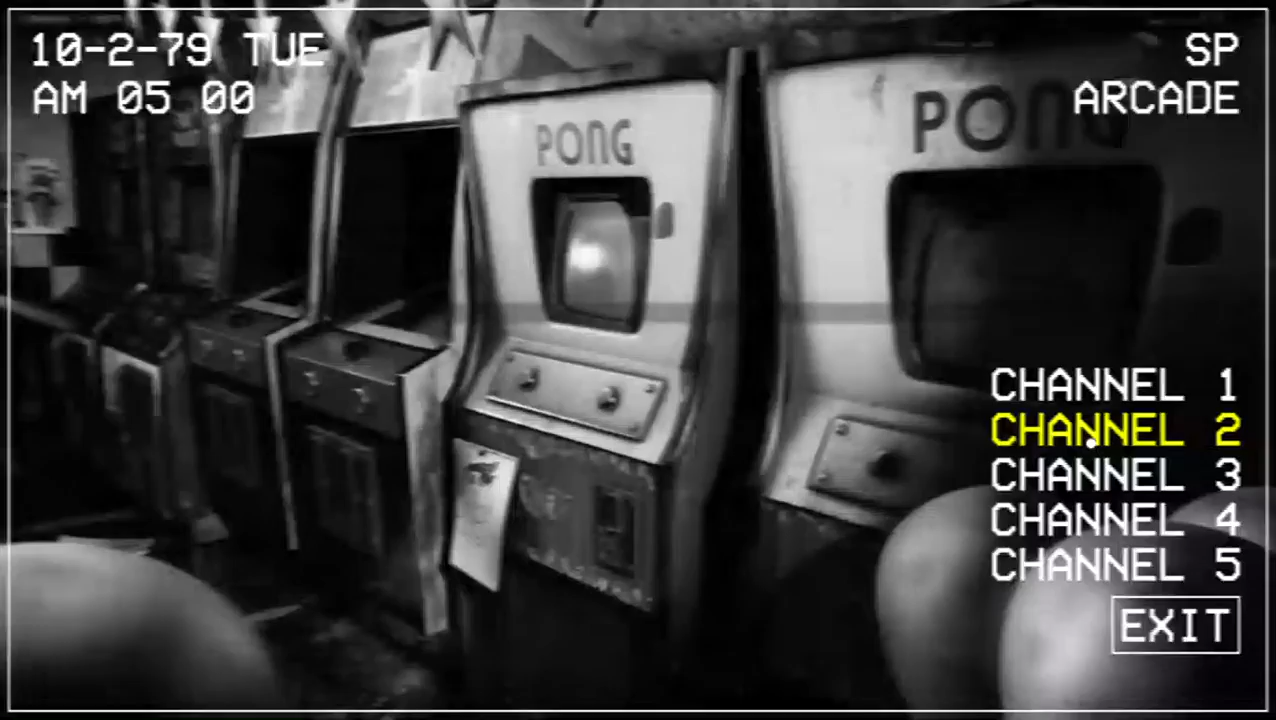 10-2-79 TUE
AM 05 00
SP
ARCADE
PONG
PONG
CHANNEL 1
CHANNEL 2
CHANNEL 3
CHANNEL 4
CHANNEL 5
EXIT